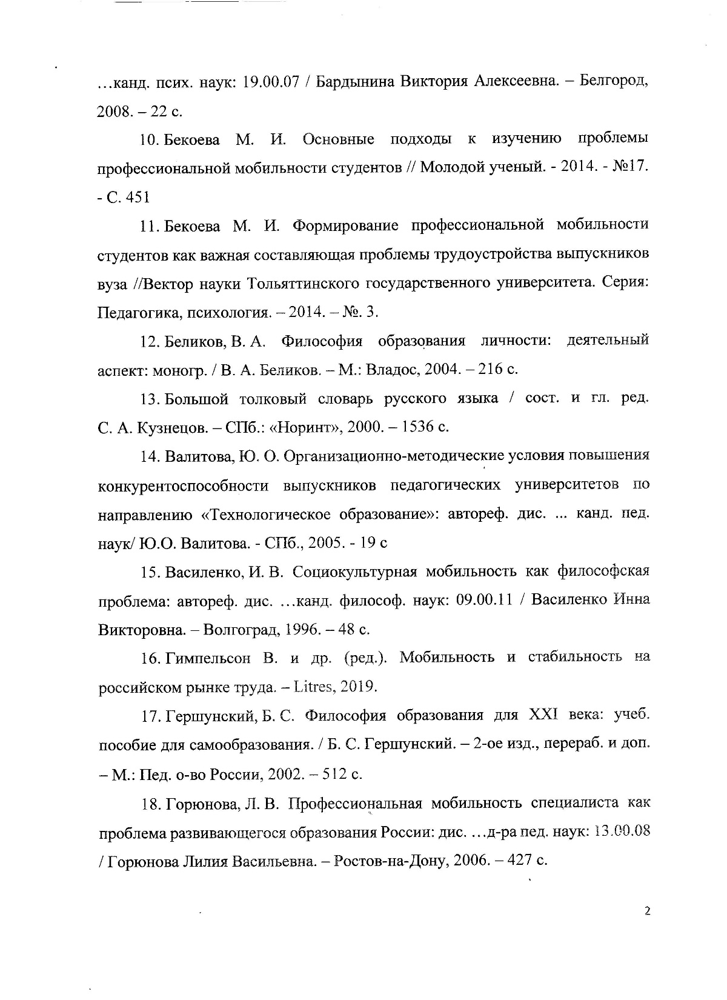 …канд. псих. наук: 19.00.07 / Бардынина Виктория Алексеевна. – Белгород,
2008. – 22 с.
10. Бекоева М. И. Основные подходы к изучению проблемы
профессиональной мобильности студентов // Молодой ученый. - 2014. - №17.
- С. 451
11. Бекоева М. И. Формирование профессиональной мобильности
студентов как важная составляющая проблемы трудоустройства выпускников
вуза //Вектор науки Тольяттинского государственного университета. Серия:
Педагогика, психология. – 2014. – №. 3.
12. Беликов, В. А. Философия образования личности: деятельный
аспект: моногр. / В. А. Беликов. – М.: Владос, 2004. – 216 с.
13. Большой толковый словарь русского языка / сост. и гл. ред.
С. А. Кузнецов. – СПб.: «Норинт», 2000. – 1536 с.
14. Валитова, Ю. О. Организационно-методические условия повышения
конкурентоспособности выпускников педагогических университетов по
направлению «Технологическое образование»: автореф. дис. ... канд. пед.
наук/ Ю.О. Валитова. - СПб., 2005. - 19 с
15. Василенко, И. В. Социокультурная мобильность как философская
проблема: автореф. дис. …канд. философ. наук: 09.00.11 / Василенко Инна
Викторовна. – Волгоград, 1996. – 48 с.
16. Гимпельсон В. и др. (ред.). Мобильность и стабильность на
российском рынке труда. – Litres, 2019.
17. Гершунский, Б. С. Философия образования для XXI века: учеб.
пособие для самообразования. / Б. С. Гершунский. – 2-ое изд., перераб. и доп.
– М.: Пед. о-во России, 2002. – 512 с.
18. Горюнова, Л. В. Профессиональная мобильность специалиста как
проблема развивающегося образования России: дис. …д-ра пед. наук: 13.00.08
/ Горюнова Лилия Васильевна. – Ростов-на-Дону, 2006. – 427 с.
2